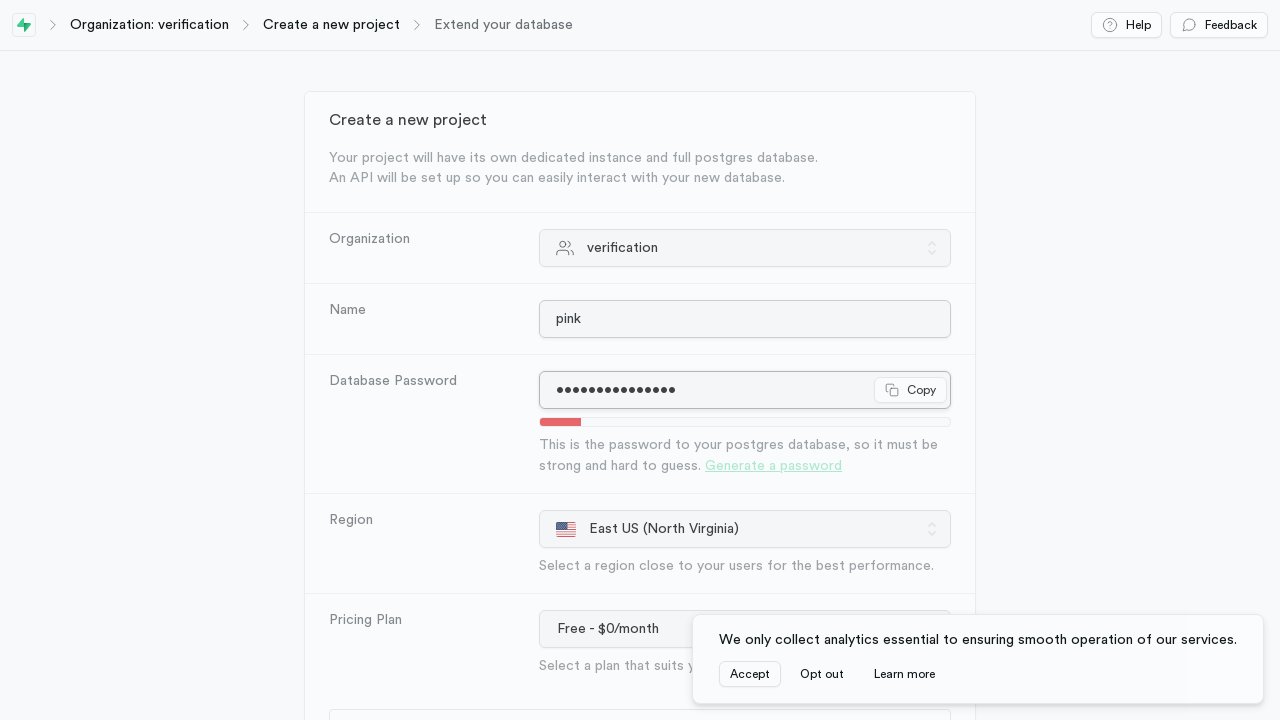 Organization: verification
Create a new project
Extend your database
Help
Feedback
Create a new project
Your project will have its own dedicated instance and full postgres database.
An API will be set up so you can easily interact with your new database.
Organization
verification
Name
pink
Database Password
•••••••••••••••
Copy
This is the password to your postgres database, so it must be
strong and hard to guess. Generate a password
Region
East US (North Virginia)
Select a region close to your users for the best performance.
Pricing Plan
Free - $0/month
Select a plan that suits
We only collect analytics essential to ensuring smooth operation of our services.
Accept
Opt out
Learn more